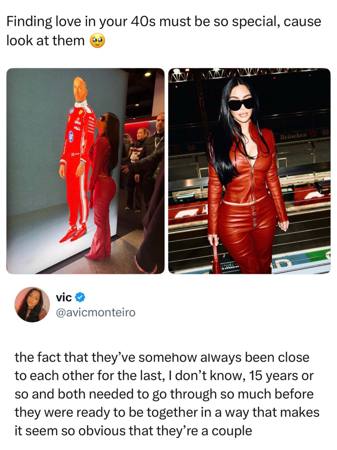 Finding love in your 40s must be so special, cause
look at them 🥹
Heineken
vic
@avicmonteiro
the fact that they’ve somehow always been close
to each other for the last, I don’t know, 15 years or
so and both needed to go through so much before
they were ready to be together in a way that makes
it seem so obvious that they’re a couple